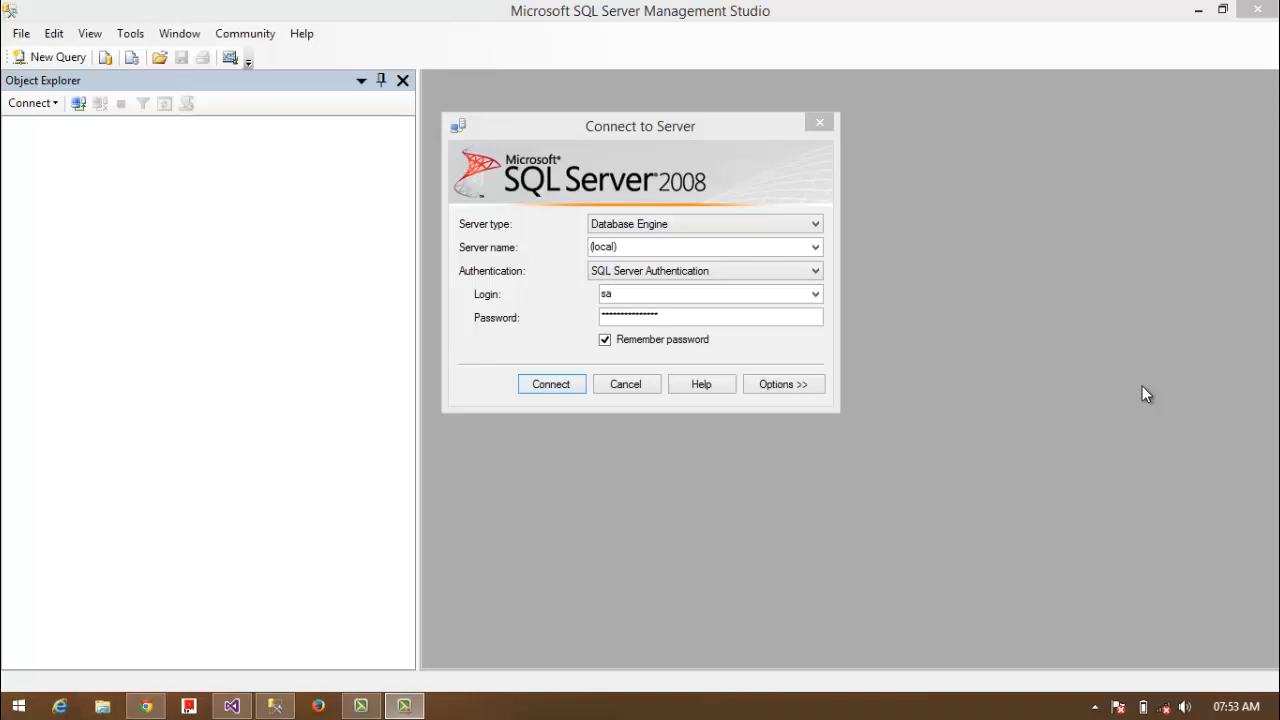 Microsoft SQL Server Management Studio
File Edit View Tools Window Community Help
New Query
Object Explorer
Connect
Connect to Server
Microsoft®
SQL Server® 2008
Server type: Database Engine
Server name: (local)
Authentication: SQL Server Authentication
Login: sa
Password: ***************
Remember password
Connect Cancel Help Options >>
07:53 AM